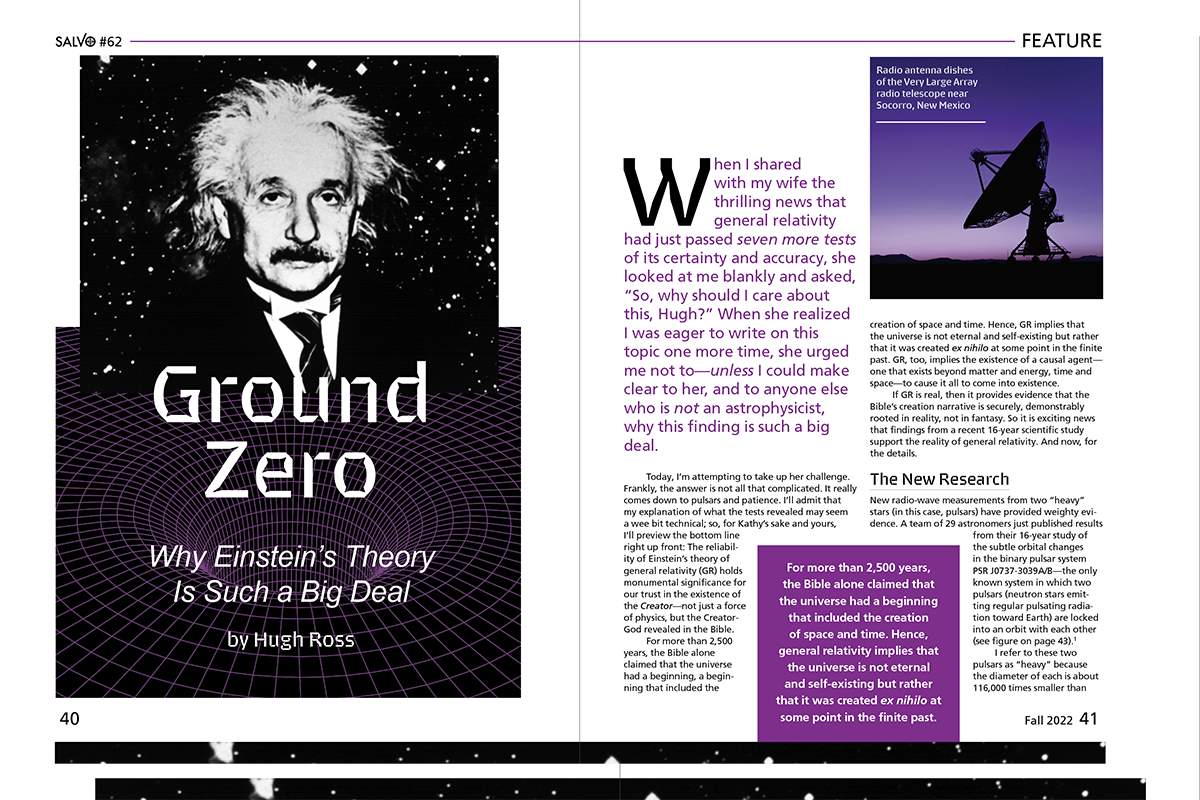 SALVO #62
FEATURE
Ground
Zero
Why Einstein's Theory
Is Such a Big Deal
by Hugh Ross
40
When I shared
with my wife the
thrilling news that
general relativity
had just passed seven more tests
of its certainty and accuracy, she
looked at me blankly and asked,
“So, why should I care about
this, Hugh?” When she realized
I was eager to write on this
topic one more time, she urged
me not to—unless I could make
clear to her, and to anyone else
who is not an astrophysicist,
why this finding is such a big
deal.
Today, I’m attempting to take up her challenge.
Frankly, the answer is not all that complicated. It really
comes down to pulsars and patience. I’ll admit that
my explanation of what the tests revealed may seem
a wee bit technical; so, for Kathy’s sake and yours,
I’ll preview the bottom line
right up front: The reliabil-
ity of Einstein’s theory of
general relativity (GR) holds
monumental significance for
our trust in the existence of
the Creator—not just a force
of physics, but the Creator-
God revealed in the Bible.
For more than 2,500
years, the Bible alone
claimed that the universe
had a beginning, a begin-
ning that included the
Radio antenna dishes
of the Very Large Array
radio telescope near
Socorro, New Mexico
creation of space and time. Hence, GR implies that
the universe is not eternal and self-existing but rather
that it was created ex nihilo at some point in the finite
past. GR, too, implies the existence of a causal agent—
one that exists beyond matter and energy, time and
space—to cause it all to come into existence.
If GR is real, then it provides evidence that the
Bible’s creation narrative is securely, demonstrably
rooted in reality, not in fantasy. So it is exciting news
that findings from a recent 16-year scientific study
support the reality of general relativity. And now, for
the details.
The New Research
New radio-wave measurements from two “heavy”
stars (in this case, pulsars) have provided weighty evi-
dence. A team of 29 astronomers just published results
from their 16-year study of
the subtle orbital changes
in the binary pulsar system
PSR J0737-3039A/B—the only
known system in which two
pulsars (neutron stars emit-
ting regular pulsating radia-
tion toward Earth) are locked
into an orbit with each other
(see figure on page 43).¹
I refer to these two
pulsars as “heavy” because
the diameter of each is about
116,000 times smaller than
For more than 2,500 years,
the Bible alone claimed that
the universe had a beginning
that included the creation
of space and time. Hence,
general relativity implies that
the universe is not eternal
and self-existing but rather
that it was created ex nihilo at
some point in the finite past.
Fall 2022 41